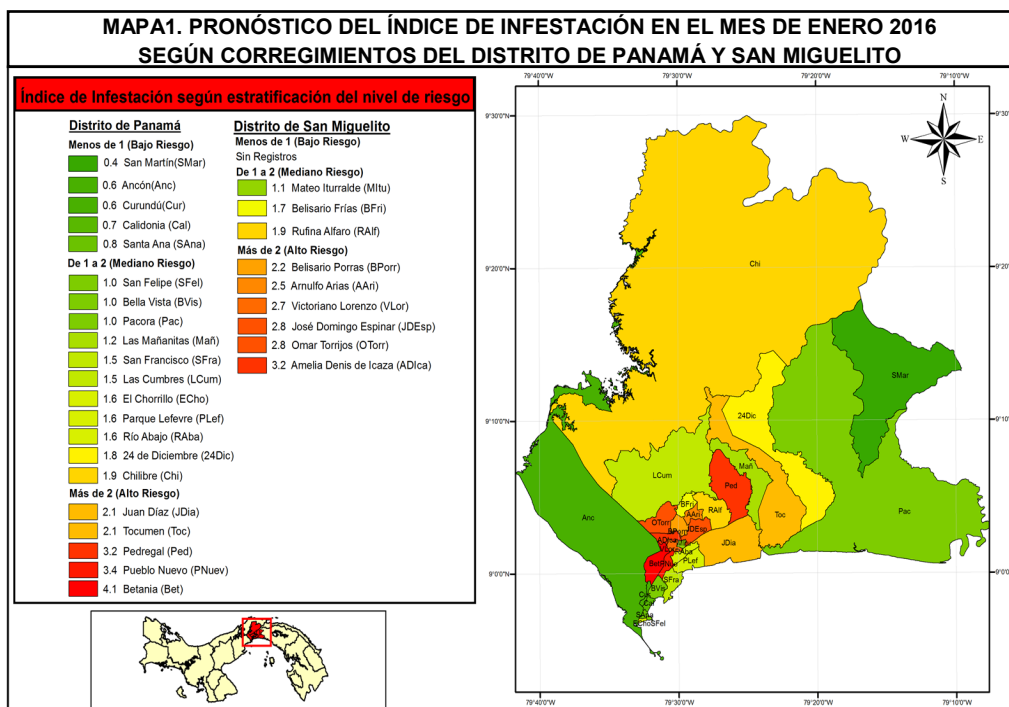 MAPA1. PRONÓSTICO DEL ÍNDICE DE INFESTACIÓN EN EL MES DE ENERO 2016
SEGÚN CORREGIMIENTOS DEL DISTRITO DE PANAMÁ Y SAN MIGUELITO
Índice de Infestación según estratificación del nivel de riesgo
Distrito de Panamá
Menos de 1 (Bajo Riesgo)
0.4 San Martín(SMar)
0.6 Ancón(Anc)
0.6 Curundú(Cur)
0.7 Calidonia (Cal)
0.8 Santa Ana (SAna)
De 1 a 2 (Mediano Riesgo)
1.0 San Felipe (SFel)
1.0 Bella Vista (BVis)
1.0 Pacora (Pac)
1.2 Las Mañanitas (Mañ)
1.5 San Francisco (SFra)
1.5 Las Cumbres (LCum)
1.6 El Chorrillo (ECho)
1.6 Parque Lefevre (PLef)
1.6 Río Abajo (RAba)
1.8 24 de Diciembre (24Dic)
1.9 Chilibre (Chi)
Más de 2 (Alto Riesgo)
2.1 Juan Díaz (JDia)
2.1 Tocumen (Toc)
3.2 Pedregal (Ped)
3.4 Pueblo Nuevo (PNuev)
4.1 Betania (Bet)
Distrito de San Miguelito
Menos de 1 (Bajo Riesgo)
Sin Registros
De 1 a 2 (Mediano Riesgo)
1.1 Mateo Iturralde (MItu)
1.7 Belisario Frías (BFri)
1.9 Rufina Alfaro (RAlf)
Más de 2 (Alto Riesgo)
2.2 Belisario Porras (BPorr)
2.5 Arnulfo Arias (AAri)
2.7 Victoriano Lorenzo (VLor)
2.8 José Domingo Espinar (JDEsp)
2.8 Omar Torrijos (OTorr)
3.2 Amelia Denis de Icaza (ADIca)
79°40'0"W 79°30'0"W 79°20'0"W 79°10'0"W
N
9°30'0"N
W E
S
Chi
9°20'0"N
SMar
9°10'0"N
24Dic
LCum
Mañ
Ped
BFri
RAlf
AAri
Anc
OTorr
JDEsp
Toc
Pac
JDia
PLef
9°0'0"N
SFra
BVis
Cal
SAna
EChoSFel
79°40'0"W 79°30'0"W 79°20'0"W 79°10'0"W